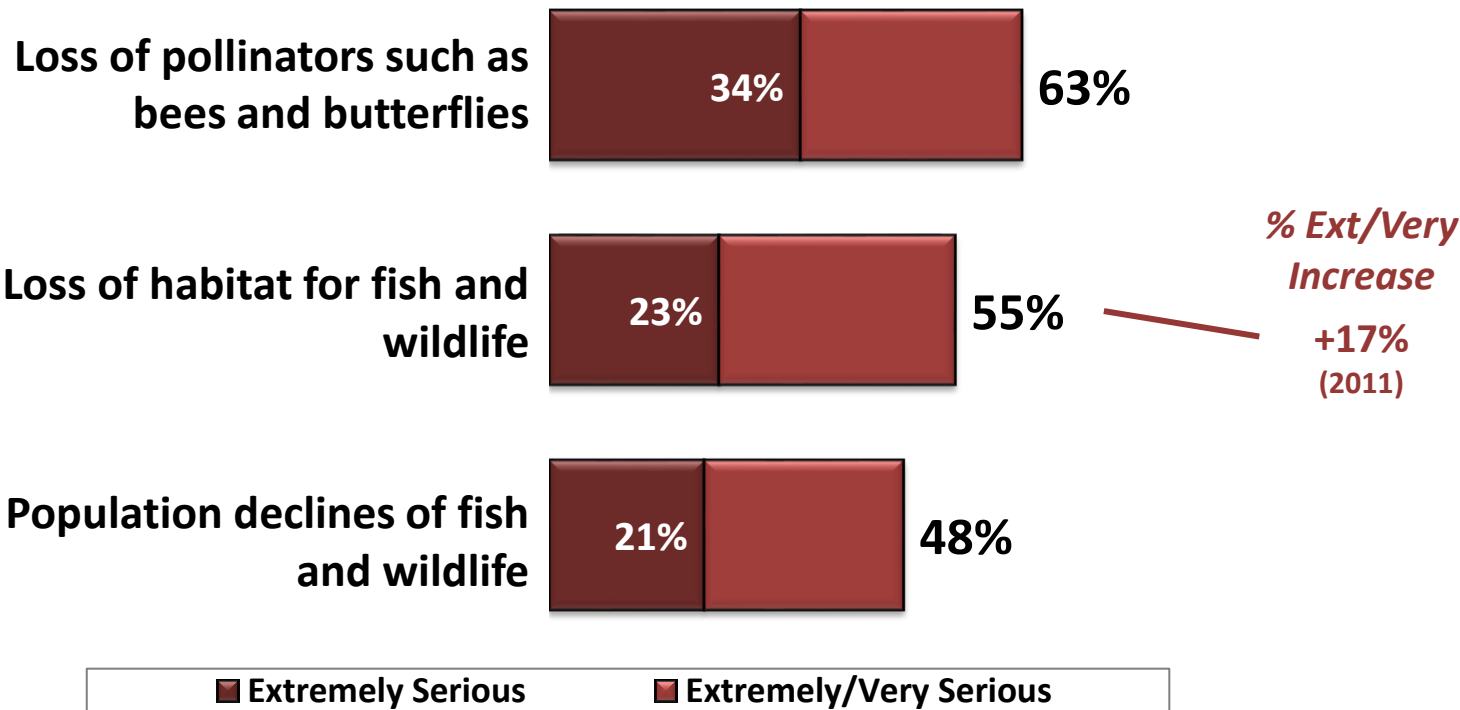 Loss of pollinators such as
bees and butterflies
34%
63%
% Ext/Very
Increase
Loss of habitat for fish and
wildlife
23%
55%
+17%
(2011)
Population declines of fish
and wildlife
21%
48%
Extremely Serious
Extremely/Very Serious